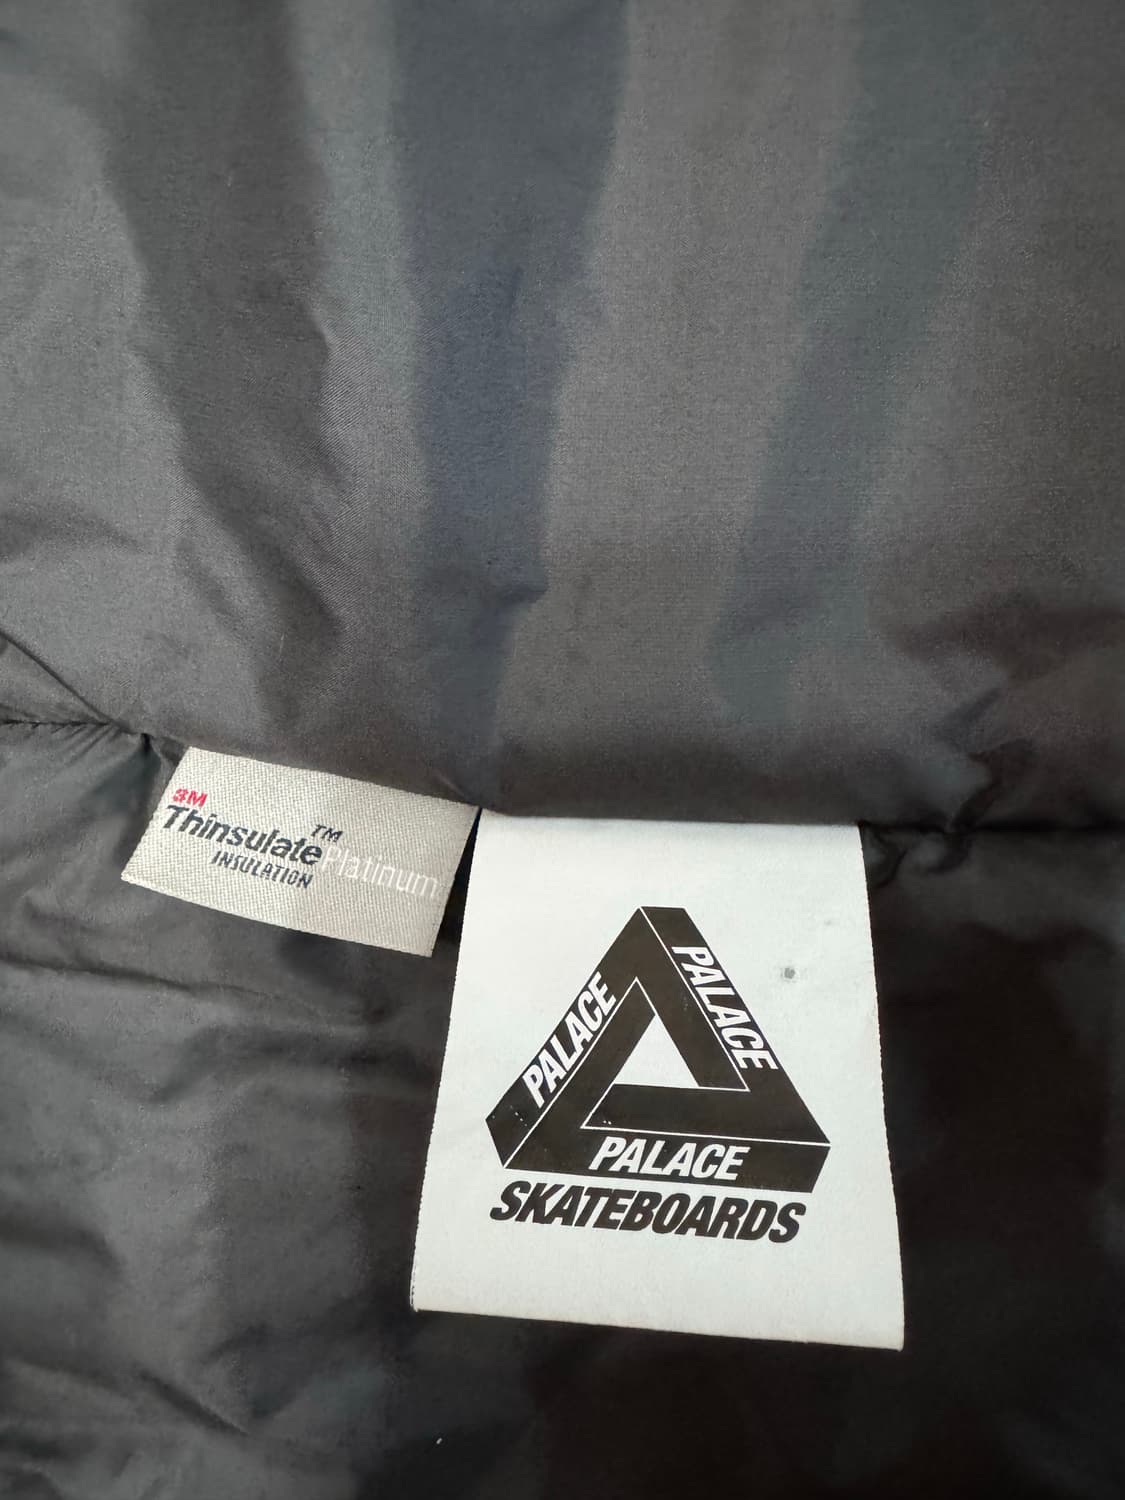 3M
Thinsulate™
Platinum
INSULATION
PALACE
PALACE
PALACE
SKATEBOARDS